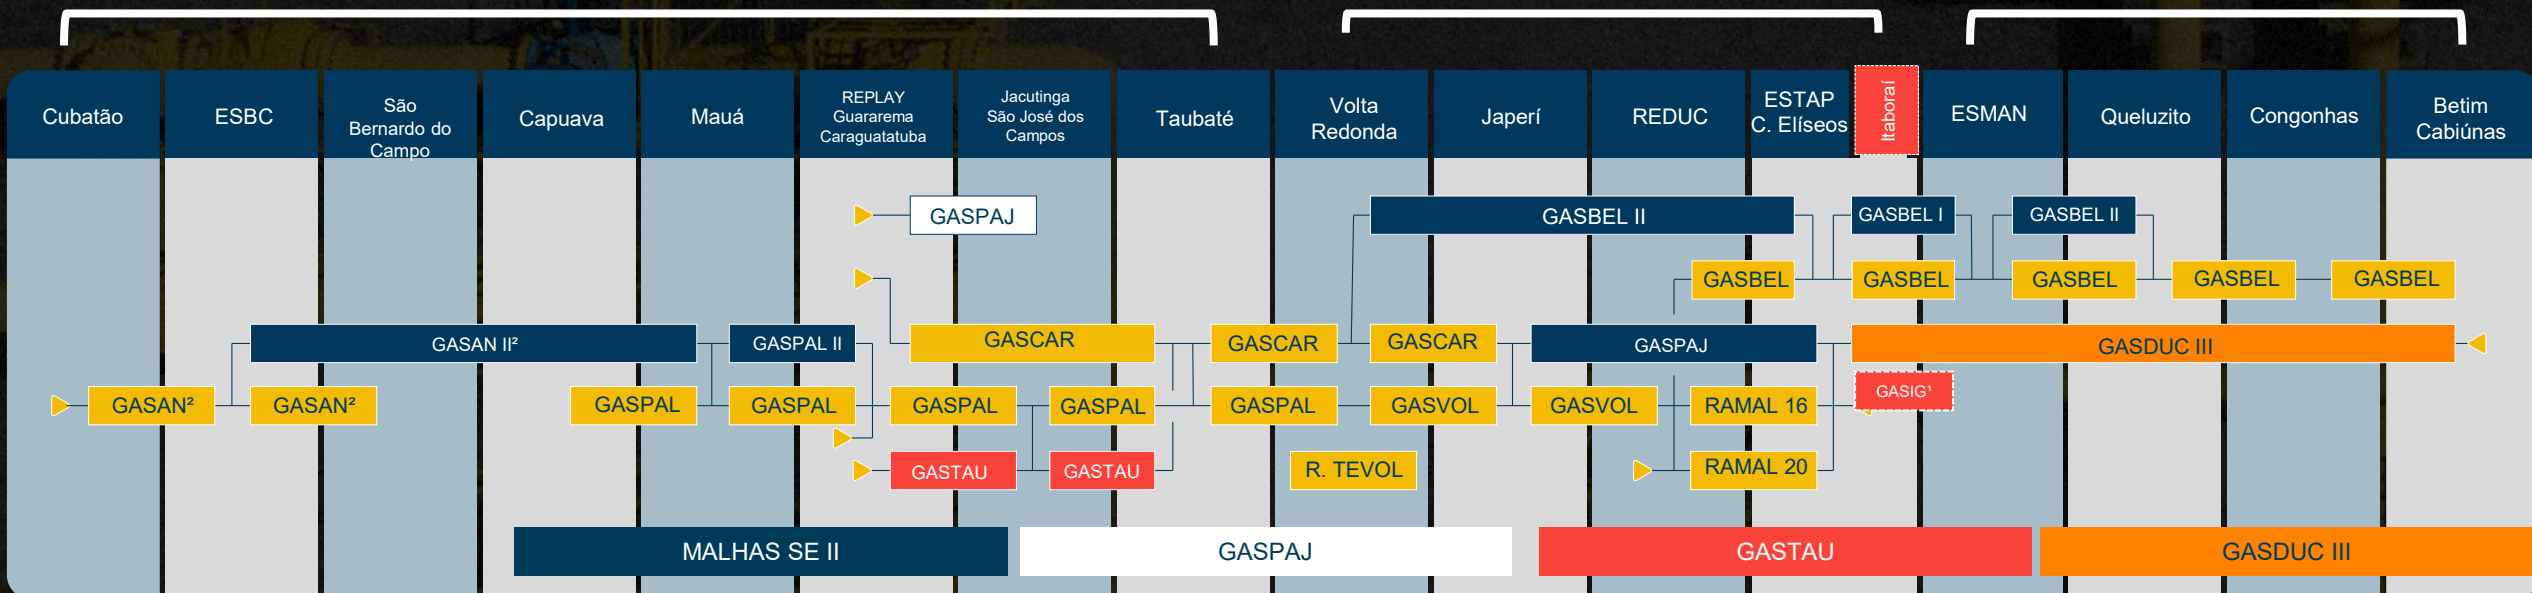 Cubatão
ESBC
São
Bernardo do
Campo
Capuava
Mauá
REPLAY
Guararema
Caraguatatuba
Jacutinga
São José dos
Campos
Taubaté
Volta
Redonda
Japerí
REDUC
ESTAP
C. Elíseos
Itaboraí
ESMAN
Queluzito
Congonhas
Betim
Cabiúnas
GASPAJ
GASBEL II
GASBEL I
GASBEL II
GASBEL
GASBEL
GASBEL
GASBEL
GASBEL
GASAN II²
GASPAL II
GASCAR
GASCAR
GASCAR
GASPAJ
GASDUC III
GASAN²
GASAN²
GASPAL
GASPAL
GASPAL
GASPAL
GASPAL
GASVOL
GASVOL
RAMAL 16
GASIG¹
GASTAU
GASTAU
R. TEVOL
RAMAL 20
MALHAS SE II
GASPAJ
GASTAU
GASDUC III